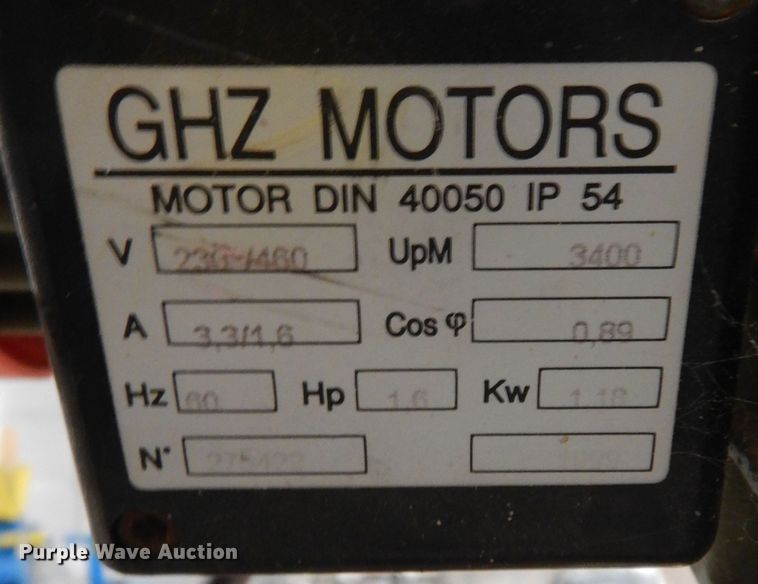 GHZ MOTORS
MOTOR DIN 40050 IP 54
V 230/460 UpM 3400
A 3,3/1,6 Cos φ 0,89
Hz 60 Hp 1,6 Kw 1,18
N°
Purple Wave Auction